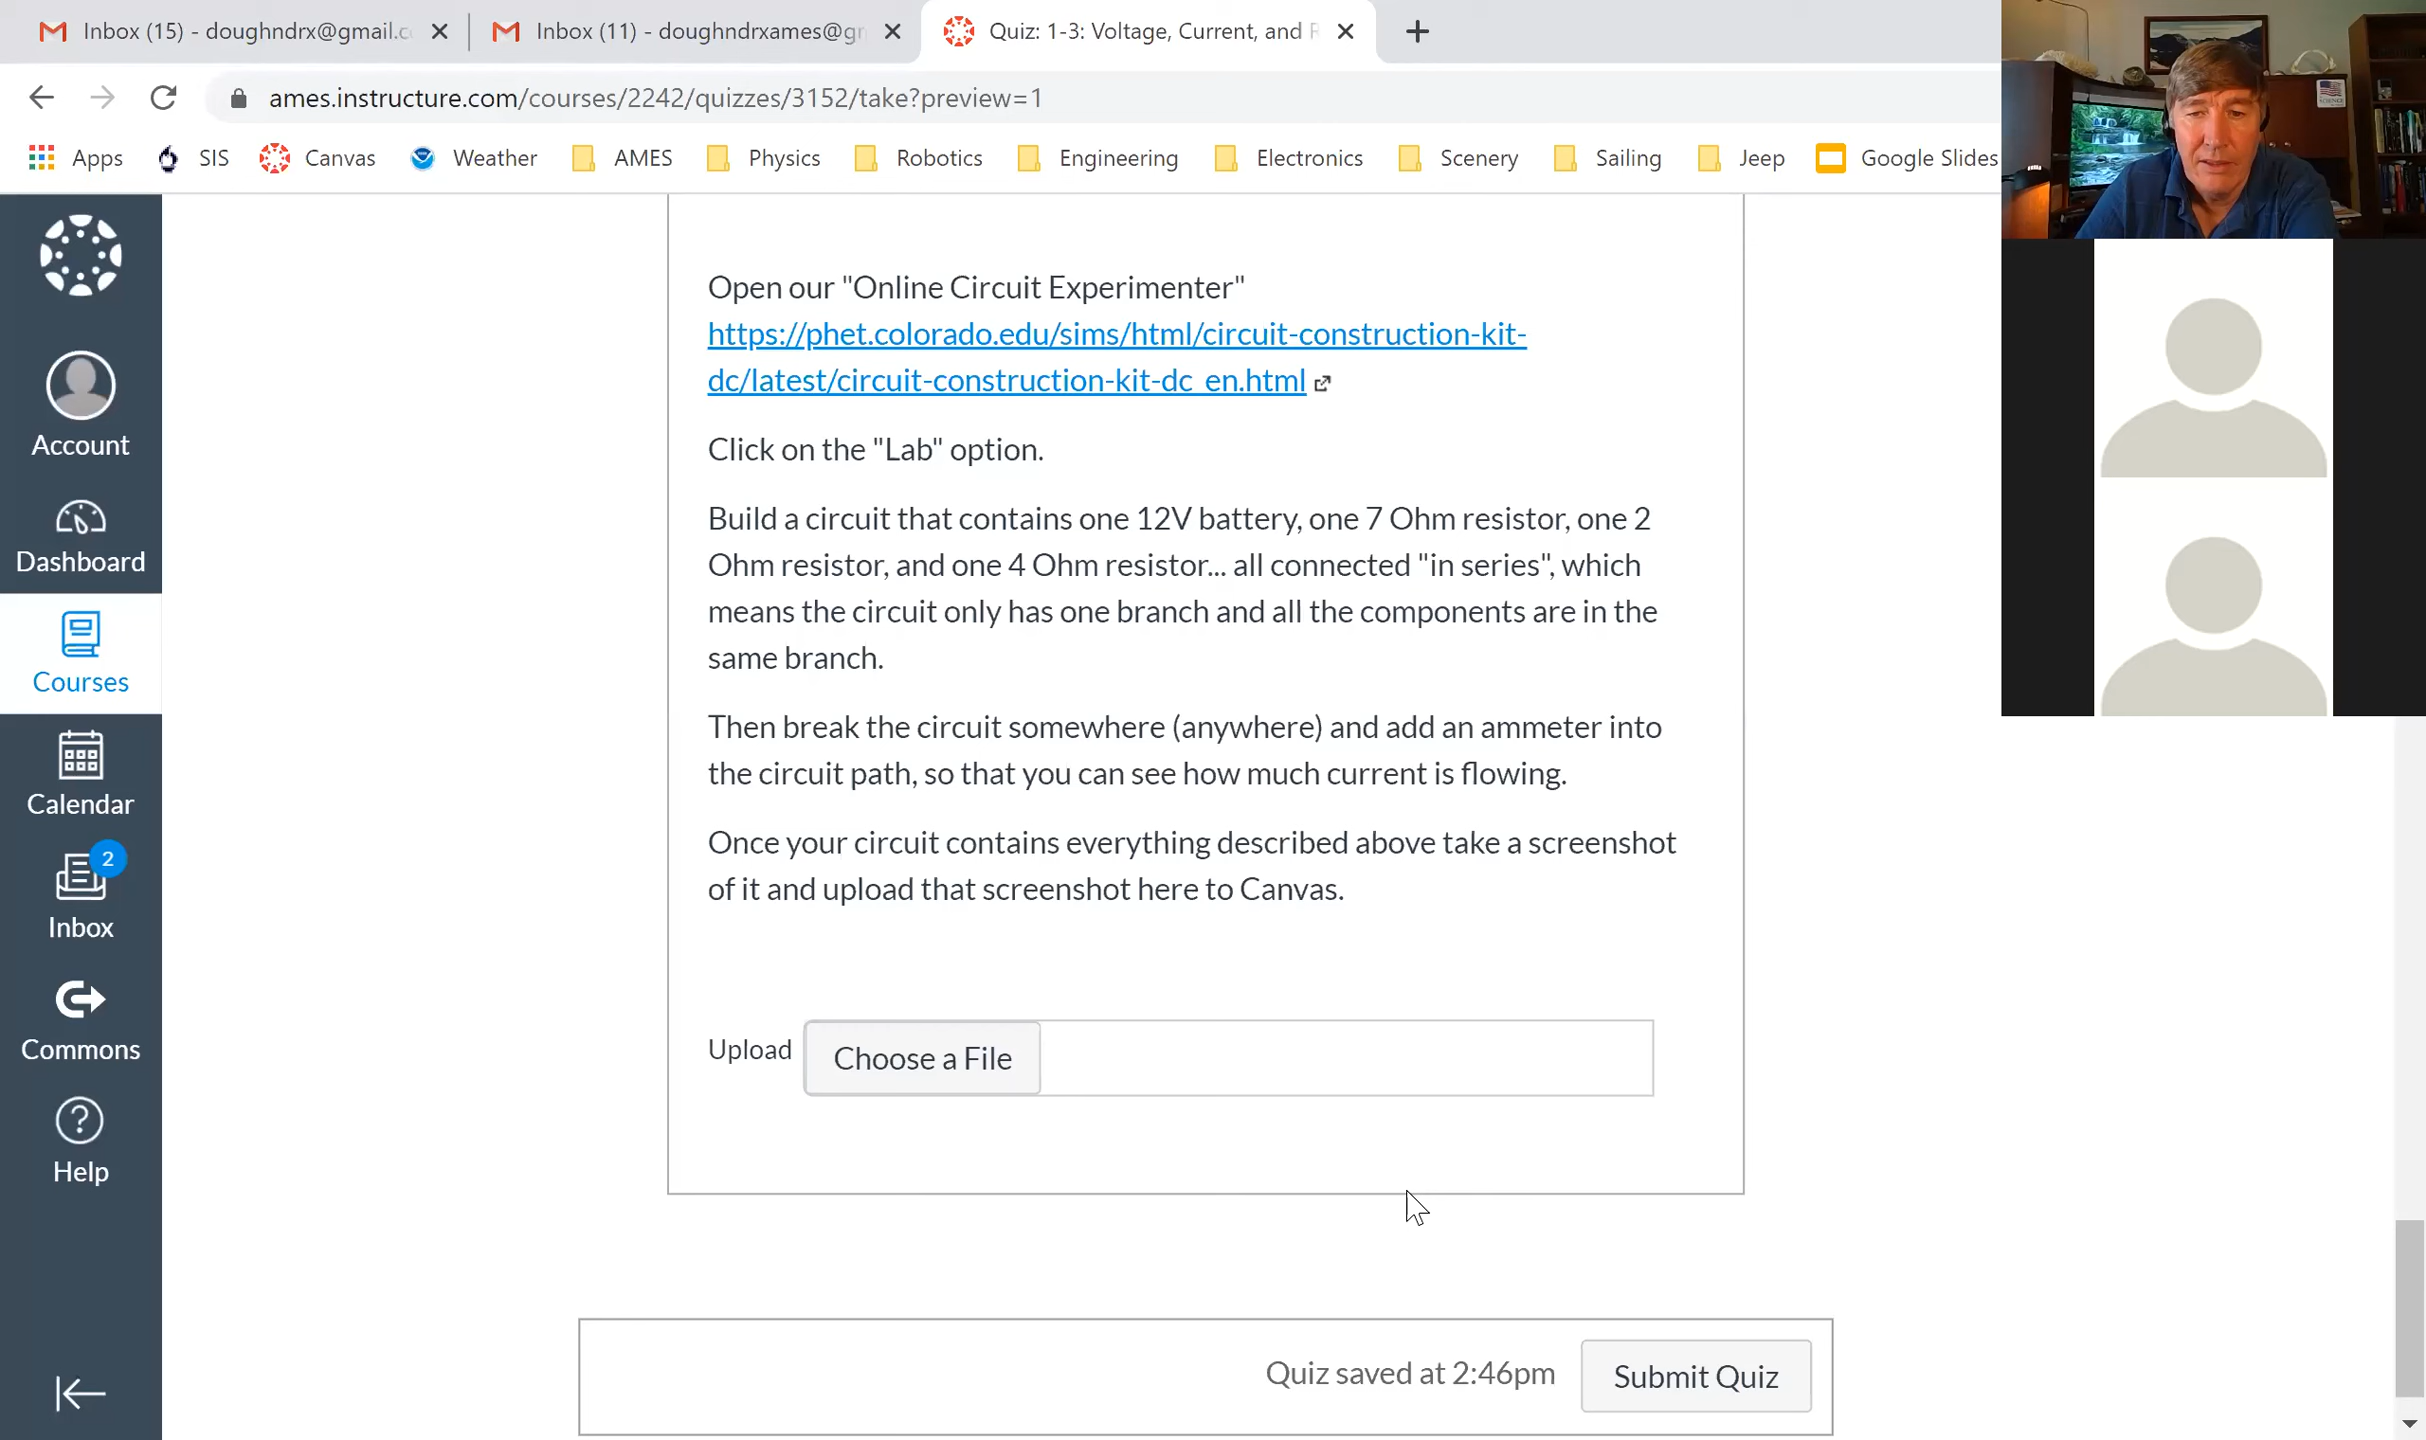 Inbox (15) - doughndrx@gmail.c
Inbox (11) - doughndrxames@gr
Quiz: 1-3: Voltage, Current, and R
ames.instructure.com/courses/2242/quizzes/3152/take?preview=1
Apps SIS Canvas Weather AMES Physics Robotics Engineering Electronics Scenery Sailing Jeep Google Slides
Account
Dashboard
Courses
Calendar
2
Inbox
Commons
Help
Open our "Online Circuit Experimenter"
https://phet.colorado.edu/sims/html/circuit-construction-kit-
dc/latest/circuit-construction-kit-dc_en.html
Click on the "Lab" option.
Build a circuit that contains one 12V battery, one 7 Ohm resistor, one 2
Ohm resistor, and one 4 Ohm resistor... all connected "in series", which
means the circuit only has one branch and all the components are in the
same branch.
Then break the circuit somewhere (anywhere) and add an ammeter into
the circuit path, so that you can see how much current is flowing.
Once your circuit contains everything described above take a screenshot
of it and upload that screenshot here to Canvas.
Upload Choose a File
Quiz saved at 2:46pm Submit Quiz